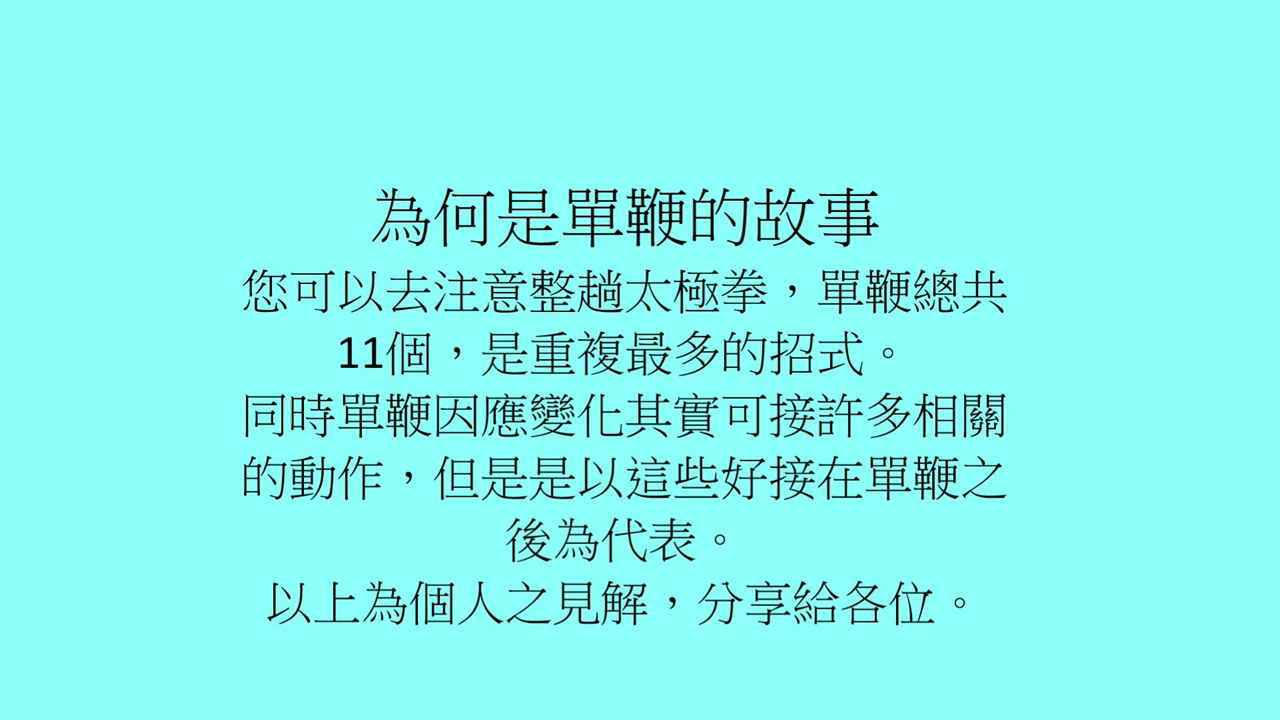 為何是單鞭的故事
您可以去注意整趟太極拳，單鞭總共
11個，是重複最多的招式。
同時單鞭因應變化其實可接許多相關
的動作，但是是以這些好接在單鞭之
後為代表。
以上為個人之見解，分享給各位。